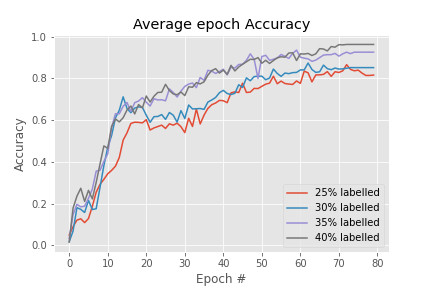 Average epoch Accuracy
1.0
0.8
0.6
0.4
0.2
0.0
Accuracy
25% labelled
30% labelled
35% labelled
40% labelled
0 10 20 30 40 50 60 70 80
Epoch #